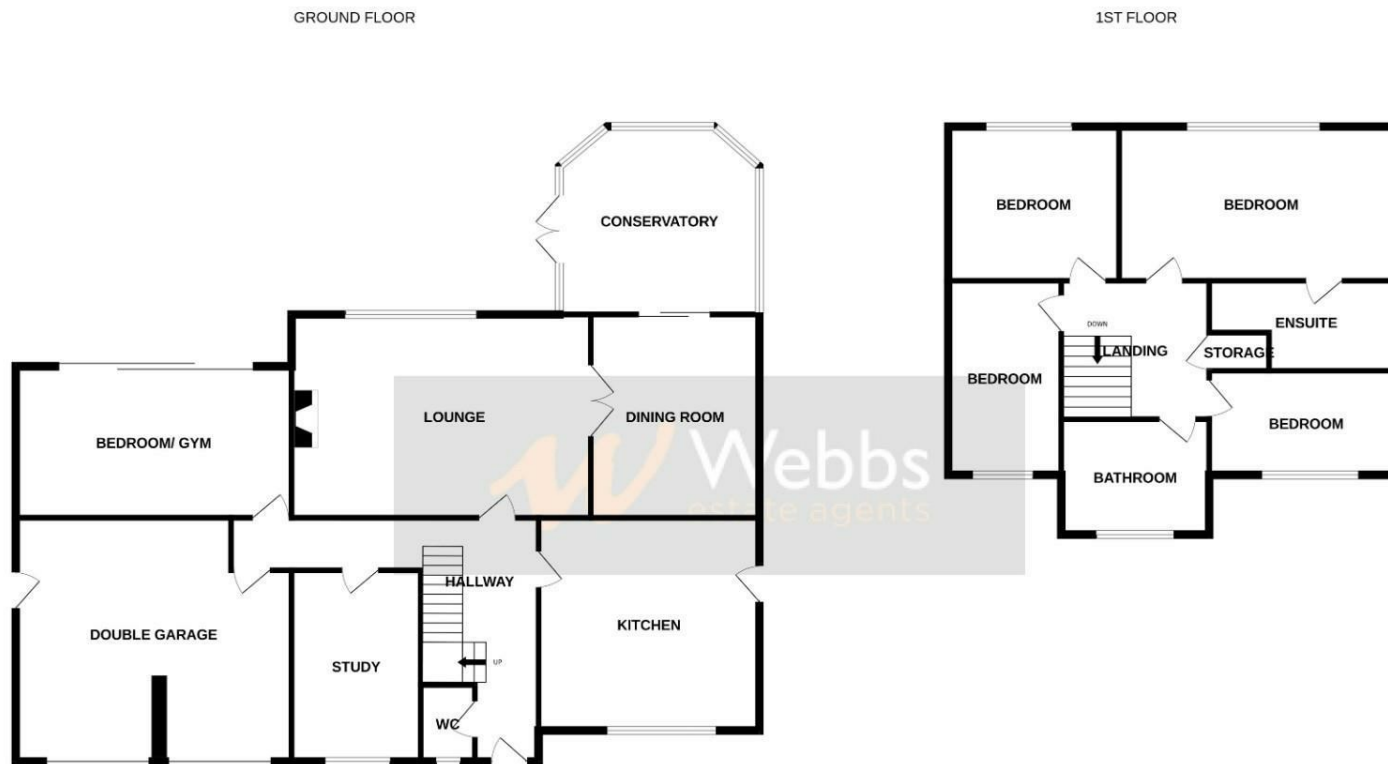 GROUND FLOOR
1ST FLOOR
CONSERVATORY
BEDROOM
BEDROOM
DOWN
LANDING
ENSUITE
STORAGE
BEDROOM
BEDROOM
BATHROOM
BEDROOM/ GYM
LOUNGE
DINING ROOM
Webbs
estate agents
HALLWAY
DOUBLE GARAGE
STUDY
UP
WC
KITCHEN